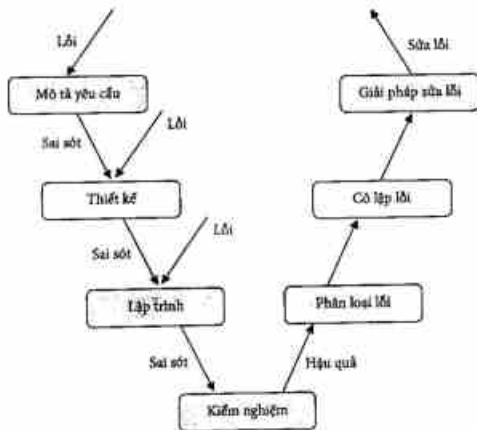 Lỗi
Sửa lỗi
Mô tả yêu cầu
Giải pháp sửa lỗi
Sai sót
Lỗi
Thiết kế
Cô lập lỗi
Sai sót
Lỗi
Lập trình
Phân loại lỗi
Sai sót
Hậu quả
Kiểm nghiệm